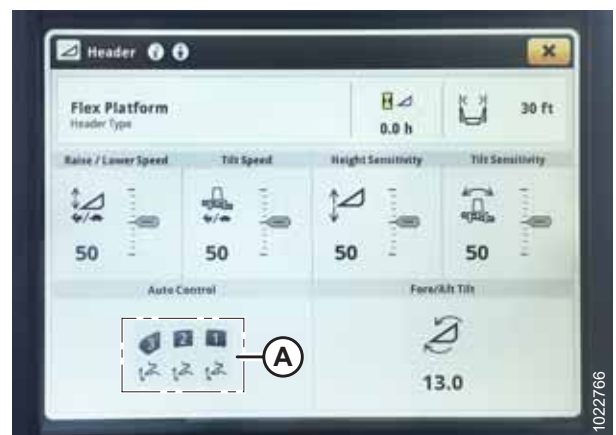 Header
Flex Platform
Header Type
0.0 h
30 ft
Raise / Lower Speed
Tilt Speed
Height Sensitivity
Tilt Sensitivity
50
50
50
50
Auto Control
Fore/Aft Tilt
3 2 1
A
13.0
1022766